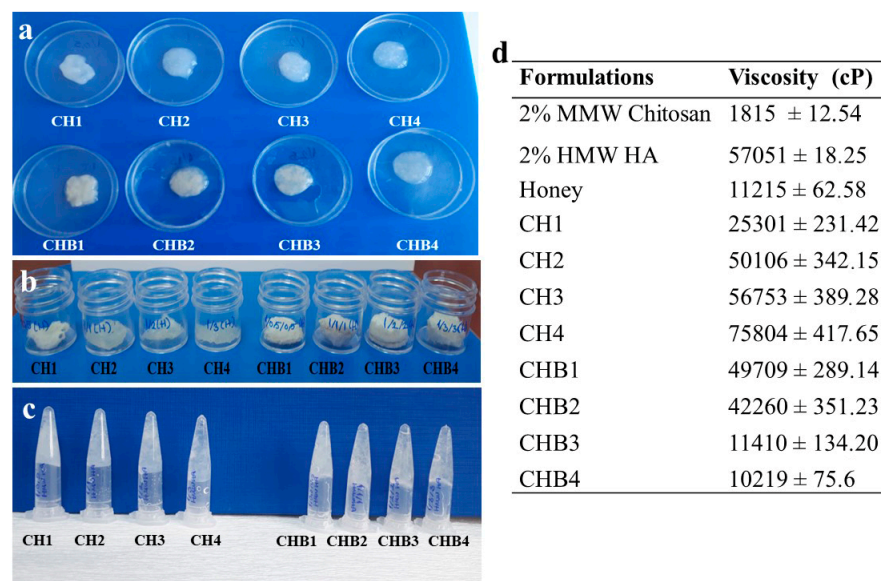 a
CH1 CH2 CH3 CH4
CHB1 CHB2 CHB3 CHB4
b
1/1/1(H)
CH1 CH2 CH3 CH4 CHB1 CHB2 CHB3 CHB4
c
CH1 CH2 CH3 CH4 CHB1 CHB2 CHB3 CHB4
d
Formulations Viscosity (cP)
2% MMW Chitosan 1815 ± 12.54
2% HMW HA 57051 ± 18.25
Honey 11215 ± 62.58
CH1 25301 ± 231.42
CH2 50106 ± 342.15
CH3 56753 ± 389.28
CH4 75804 ± 417.65
CHB1 49709 ± 289.14
CHB2 42260 ± 351.23
CHB3 11410 ± 134.20
CHB4 10219 ± 75.6